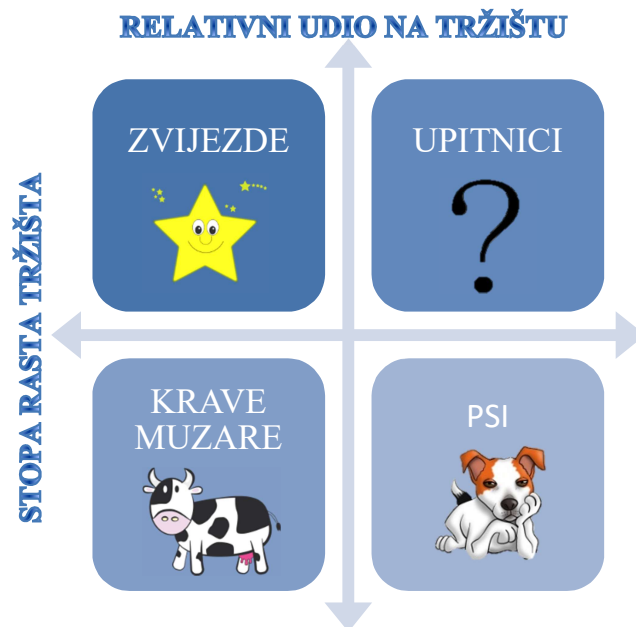 RELATIVNI UDIO NA TRŽIŠTU
STOPA RASTA TRŽIŠTA
ZVIJEZDE
UPITNICI
?
KRAVE
MUZARE
PSI